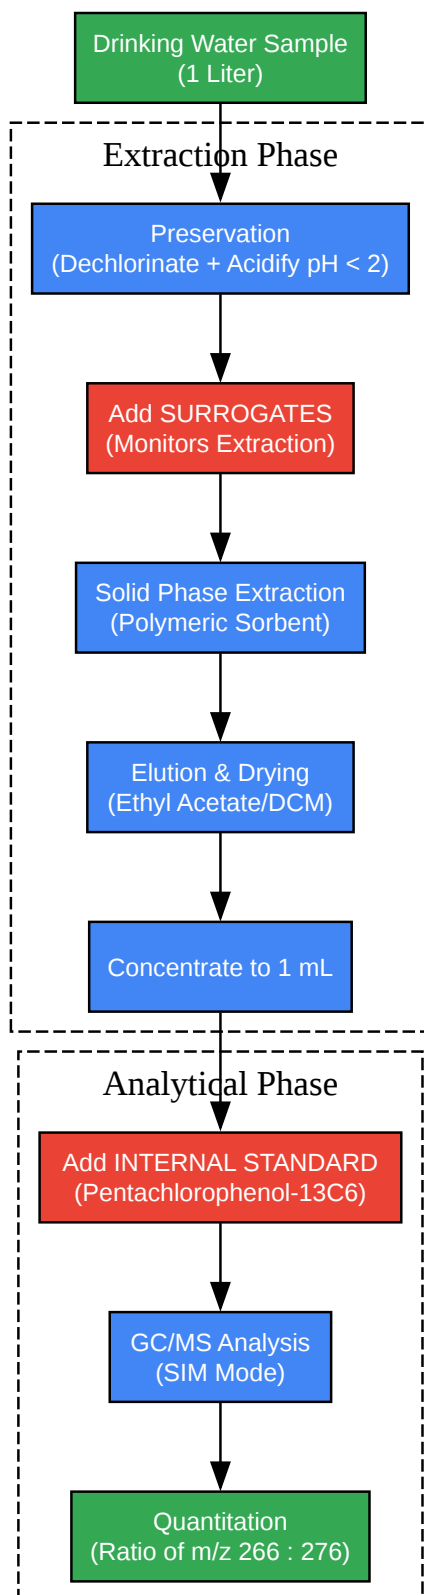 Drinking Water Sample
(1 Liter)
Extraction Phase
Preservation
(Dechlorinate + Acidify pH < 2)
Add SURROGATES
(Monitors Extraction)
Solid Phase Extraction
(Polymeric Sorbent)
Elution & Drying
(Ethyl Acetate/DCM)
Concentrate to 1 mL
Analytical Phase
Add INTERNAL STANDARD
(Pentachlorophenol-13C6)
GC/MS Analysis
(SIM Mode)
Quantitation
(Ratio of m/z 266 : 276)